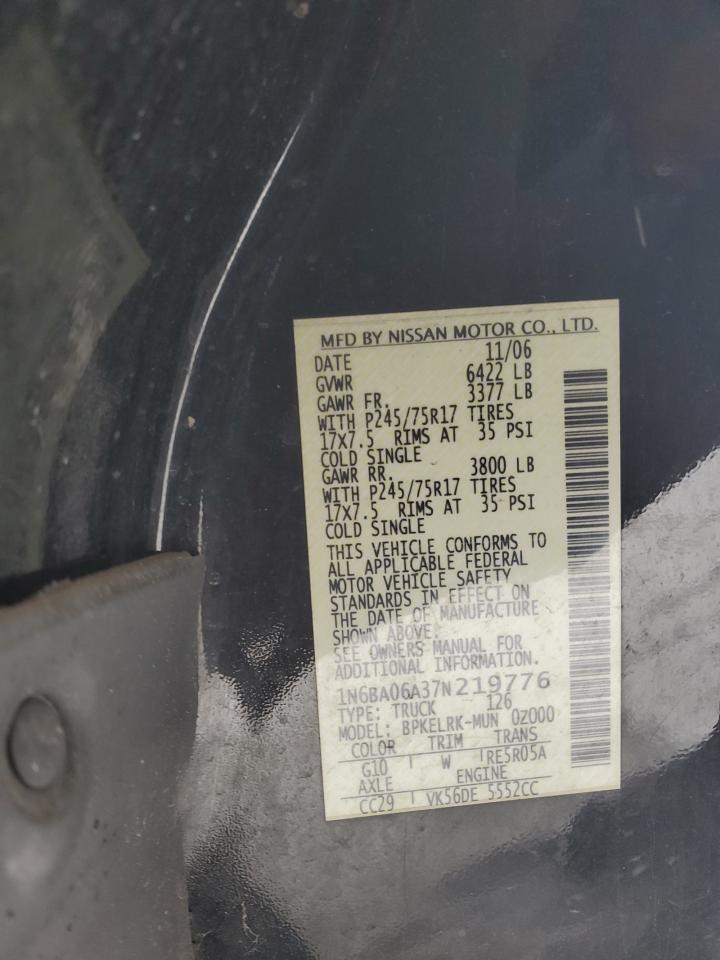 MFD BY NISSAN MOTOR CO., LTD.
DATE 11/06
GVWR 6422 LB
GAWR FR. 3377 LB
WITH P245/75R17 TIRES
17X7.5 RIMS AT 35 PSI
COLD SINGLE
GAWR RR. 3800 LB
WITH P245/75R17 TIRES
17X7.5 RIMS AT 35 PSI
COLD SINGLE
THIS VEHICLE CONFORMS TO
ALL APPLICABLE FEDERAL
MOTOR VEHICLE SAFETY
STANDARDS IN EFFECT ON
THE DATE OF MANUFACTURE
SHOWN ABOVE.
SEE OWNERS MANUAL FOR
ADDITIONAL INFORMATION.
1N6BA06A37N219776
TYPE: TRUCK 126
MODEL: BPKELRK-MUN 0Z000
COLOR TRIM TRANS
G10 W RE5R05A
AXLE ENGINE
CC29 VK56DE 5552CC